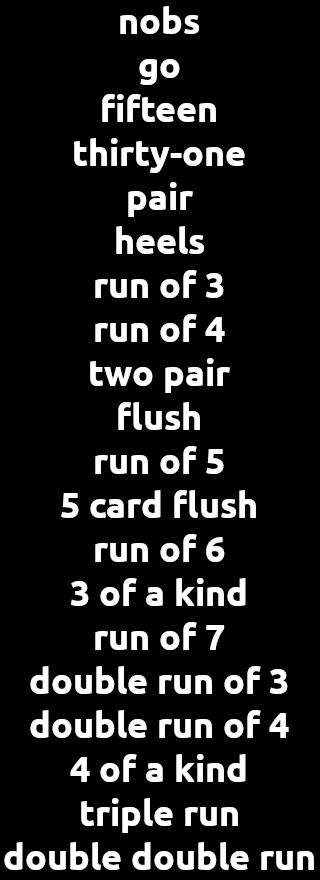 nobs
go
fifteen
thirty-one
pair
heels
run of 3
run of 4
two pair
flush
run of 5
5 card flush
run of 6
3 of a kind
run of 7
double run of 3
double run of 4
4 of a kind
triple run
double double run